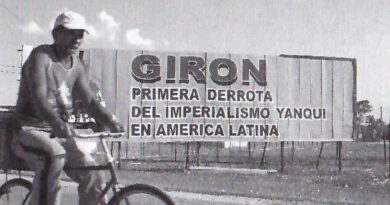 GIRON
PRIMERA DERROTA
DEL IMPERIALISMO YANQUI
EN AMERICA LATINA